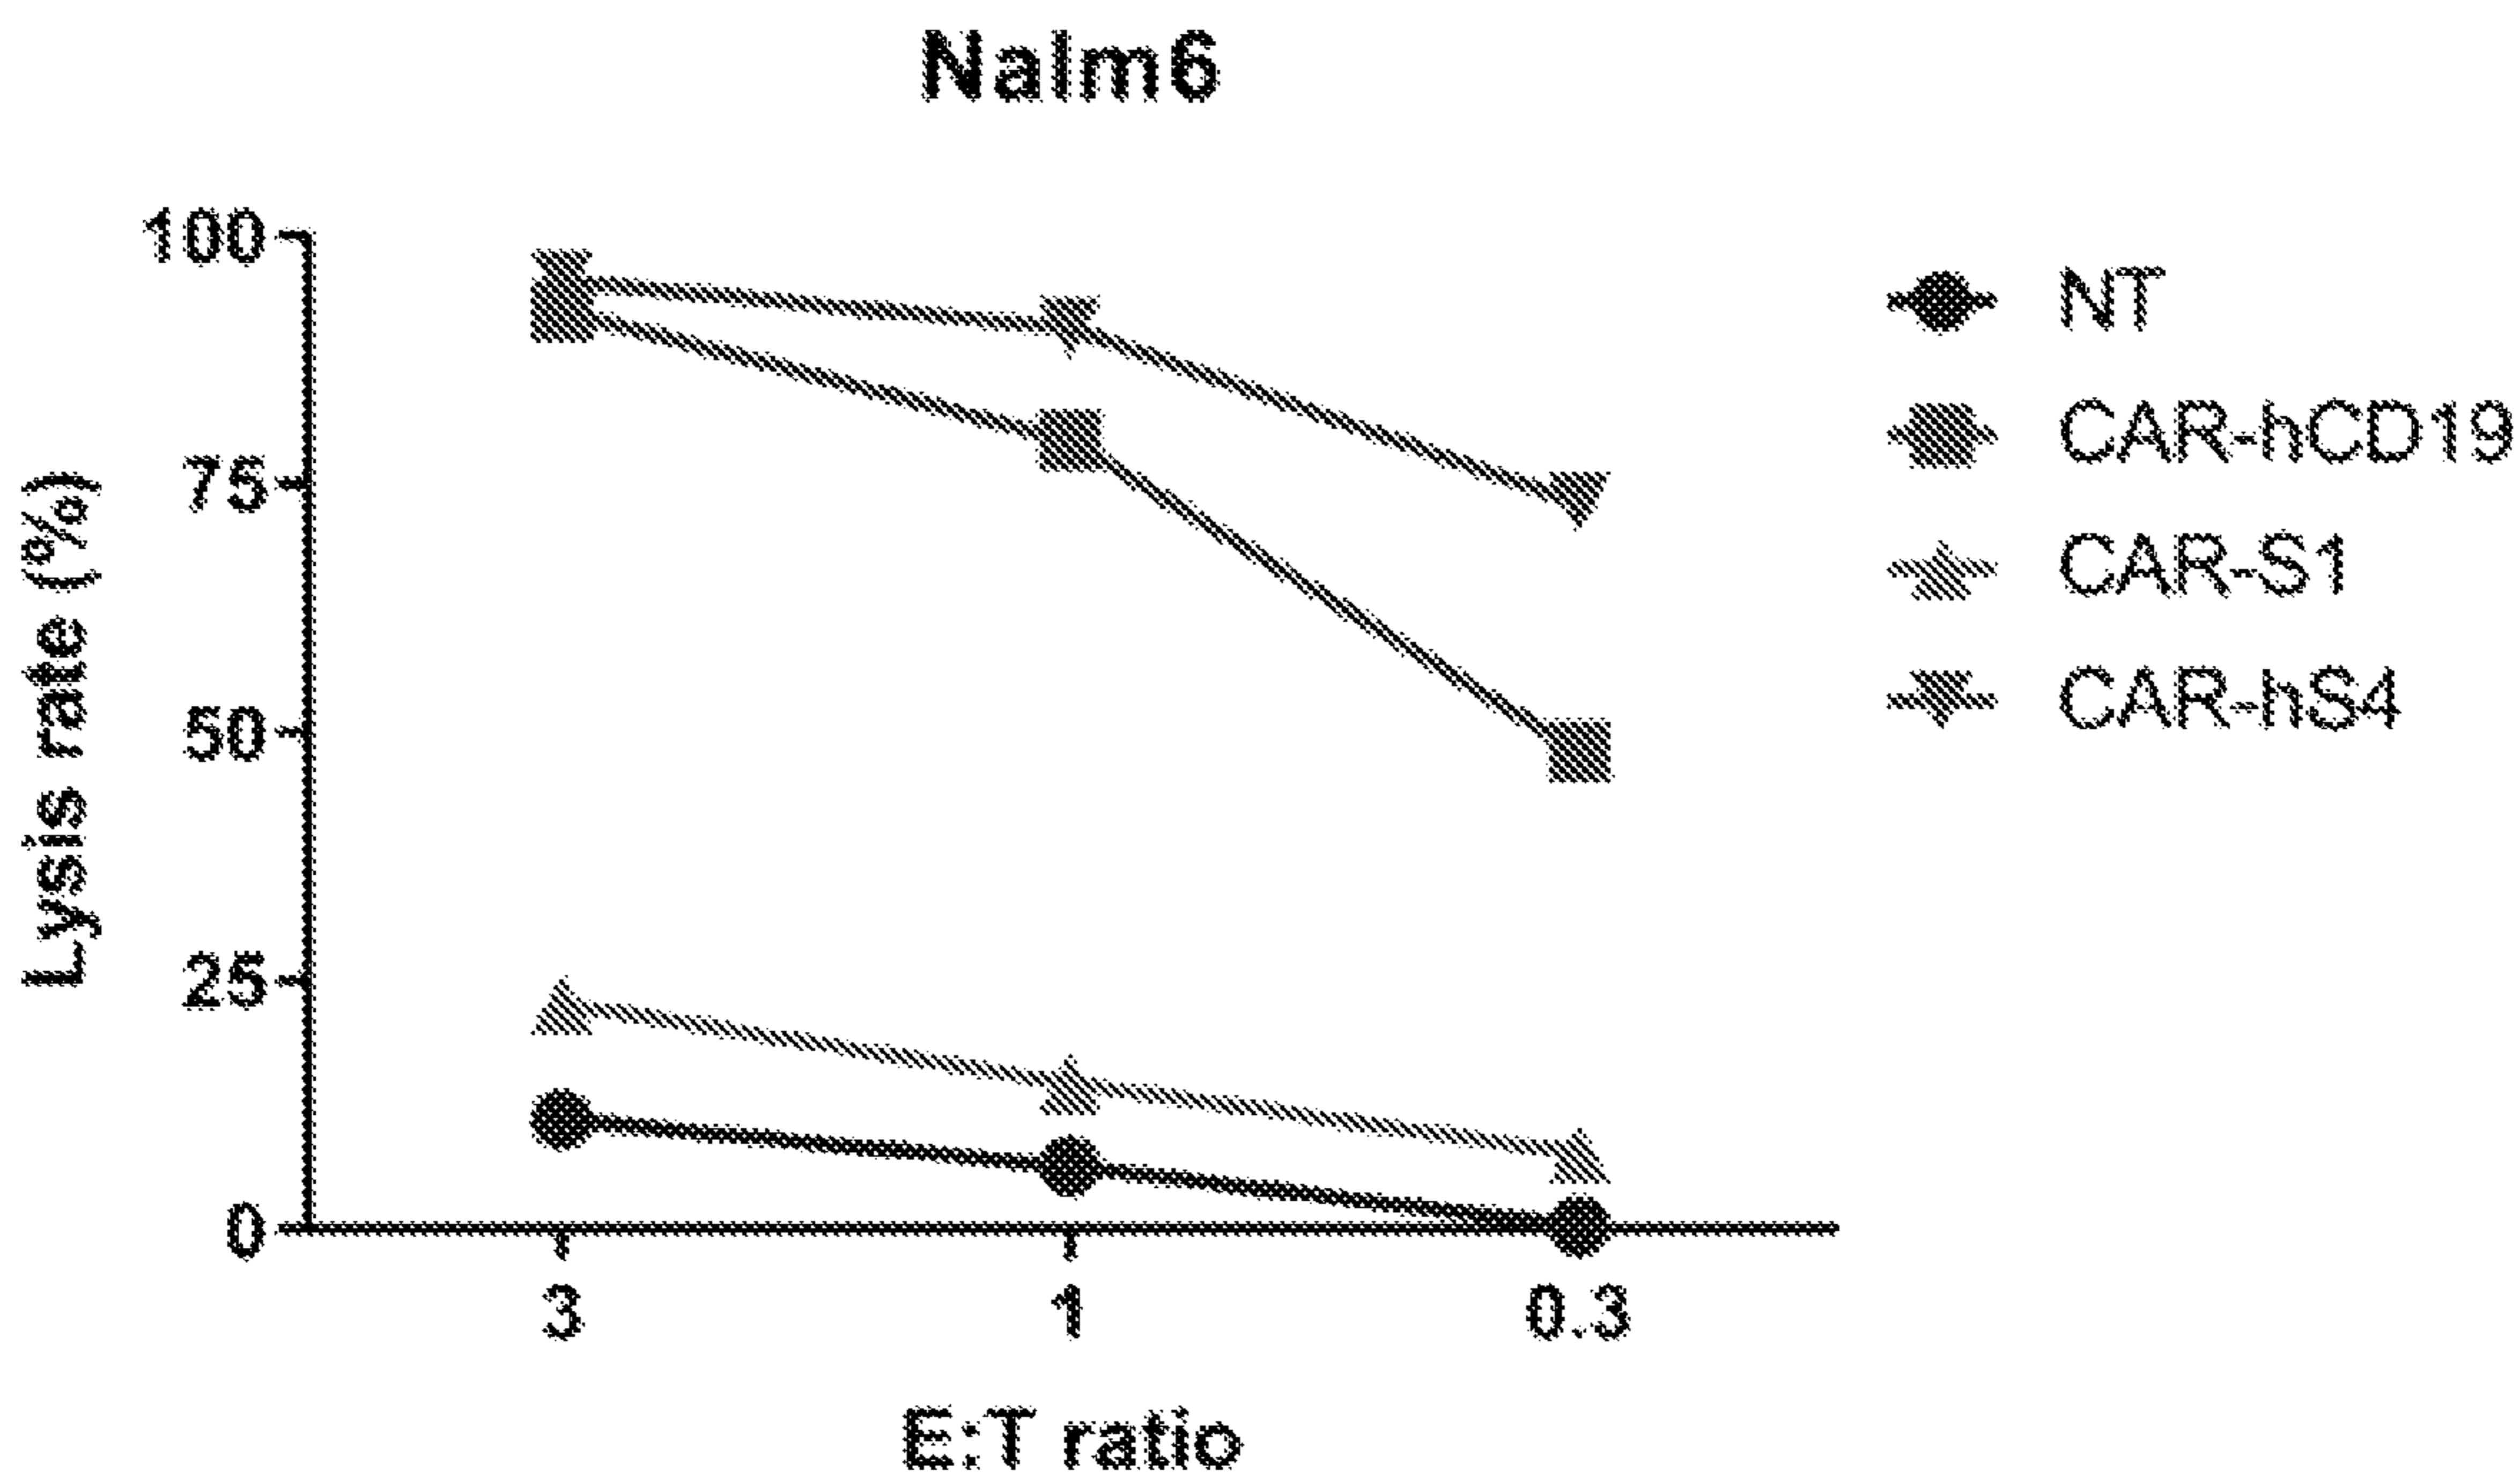 Nalm6
Lysis rate (%)
100
75
50
25
0
3
1
0.3
E:T ratio
NT
CAR-hCD19
CAR-S1
CAR-hS4